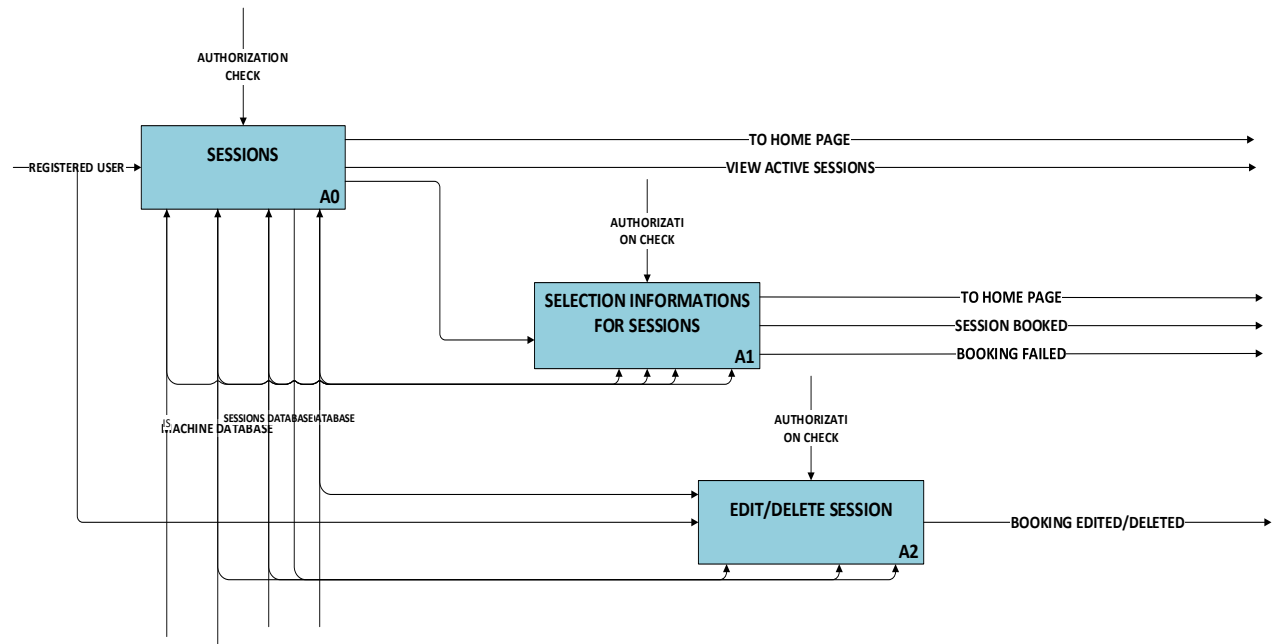 AUTHORIZATION
CHECK
SESSIONS
A0
REGISTERED USER
TO HOME PAGE
VIEW ACTIVE SESSIONS
AUTHORIZATI
ON CHECK
SELECTION INFORMATIONS
FOR SESSIONS
A1
TO HOME PAGE
SESSION BOOKED
BOOKING FAILED
MACHINE DATABASE
SESSIONS DATABASE
AUTHORIZATI
ON CHECK
EDIT/DELETE SESSION
A2
BOOKING EDITED/DELETED